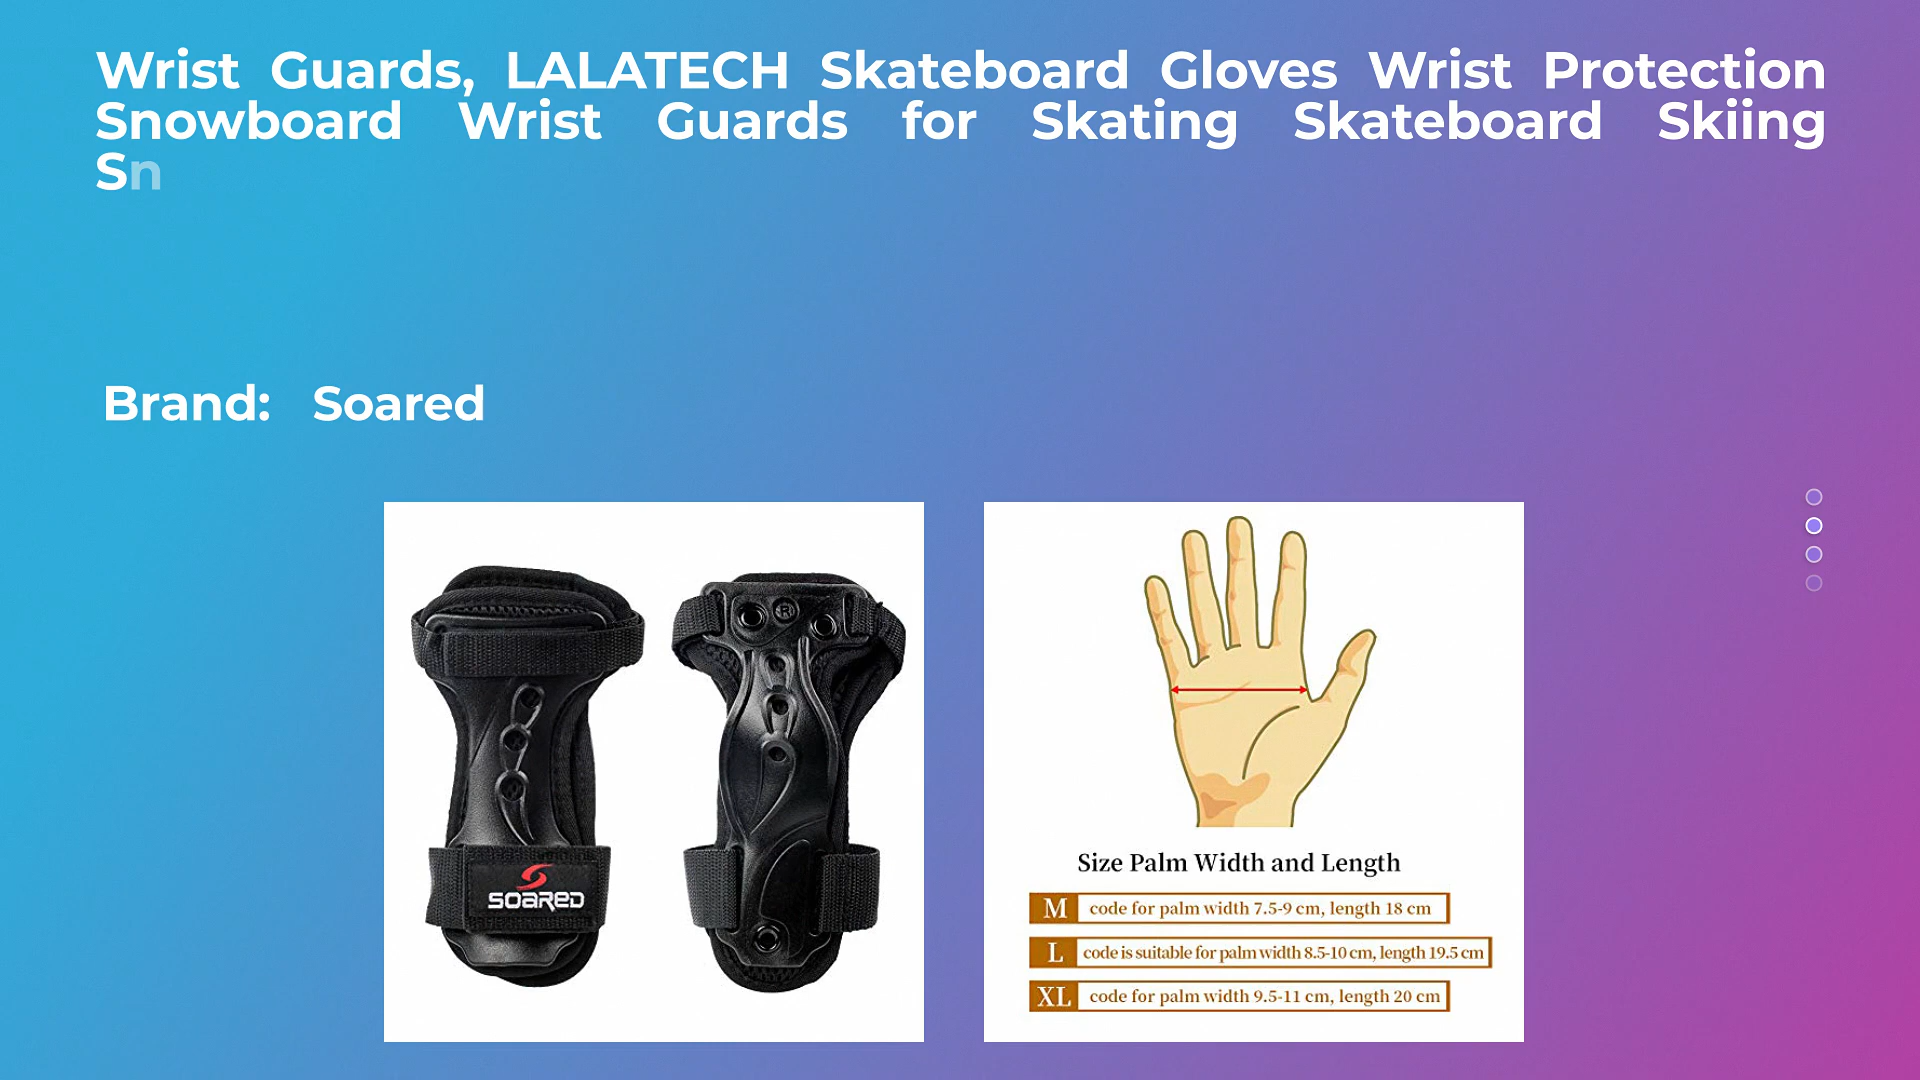 Wrist Guards, LALATECH Skateboard Gloves Wrist Protection
Snowboard Wrist Guards for Skating Skateboard Skiing
Sn
Brand: Soared
®
SOARED
Size Palm Width and Length
M code for palm width 7.5-9 cm, length 18 cm
L code is suitable for palm width 8.5-10 cm, length 19.5 cm
XL code for palm width 9.5-11 cm, length 20 cm